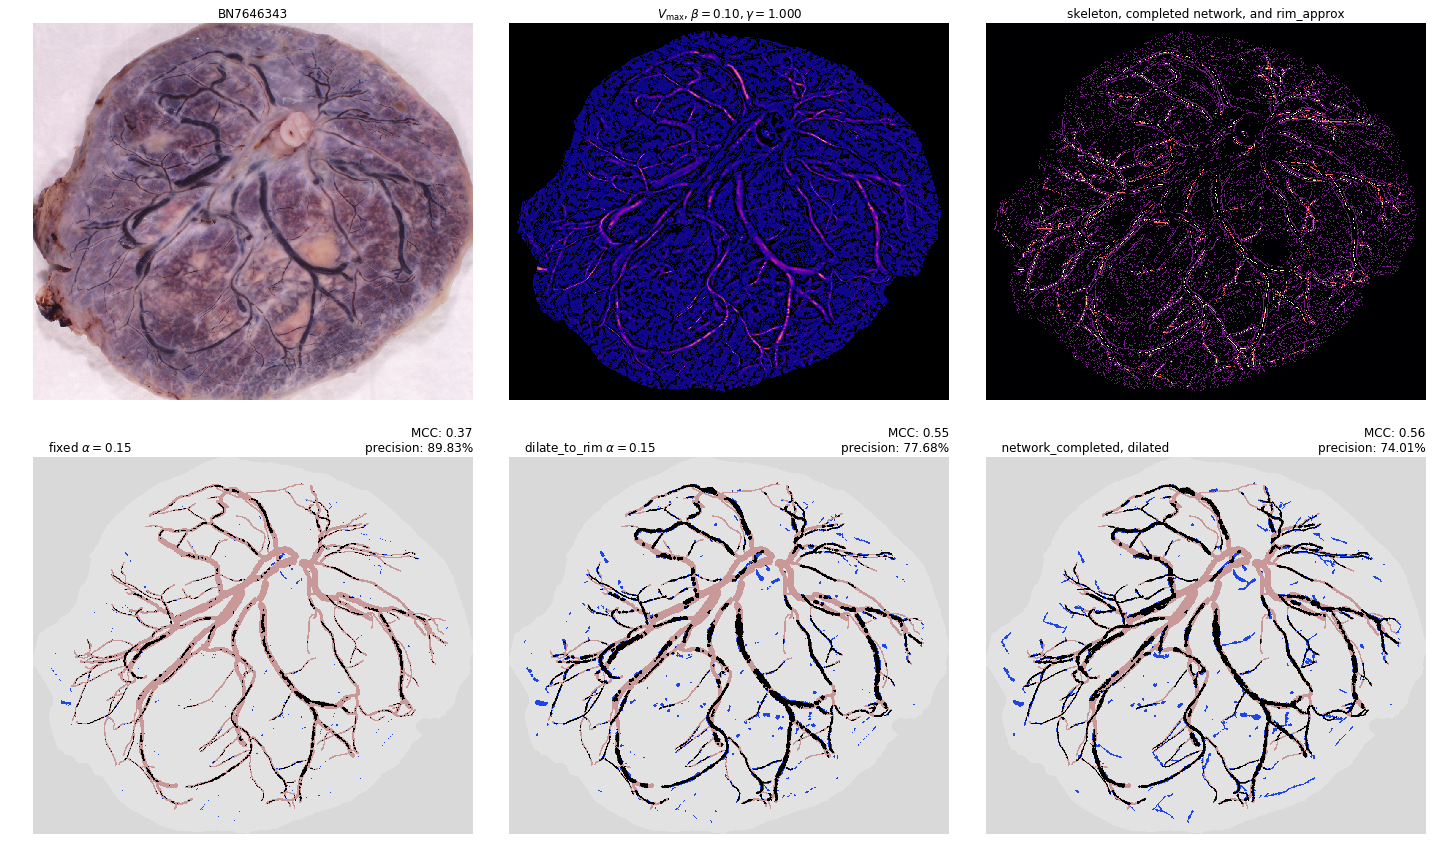 BN7646343
V_max, β = 0.10, γ = 1.000
skeleton, completed network, and rim_approx
MCC: 0.37
fixed α = 0.15 precision: 89.83%
MCC: 0.55
dilate_to_rim α = 0.15 precision: 77.68%
MCC: 0.56
network_completed, dilated precision: 74.01%